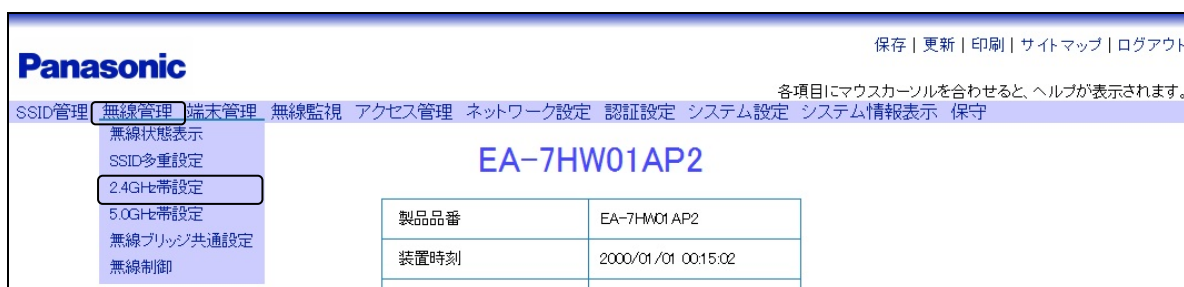 Panasonic
保存 | 更新 | 印刷 | サイトマップ | ログアウト
各項目にマウスカーソルを合わせると、ヘルプが表示されます。
SSID管理 無線管理 端末管理 無線監視 アクセス管理 ネットワーク設定 認証設定 システム設定 システム情報表示 保守
無線状態表示
SSID多重設定
2.4GHz帯設定
5.0GHz帯設定
無線ブリッジ共通設定
無線制御
EA-7HW01AP2
製品品番 EA-7HW01AP2
装置時刻 2000/01/01 00:15:02